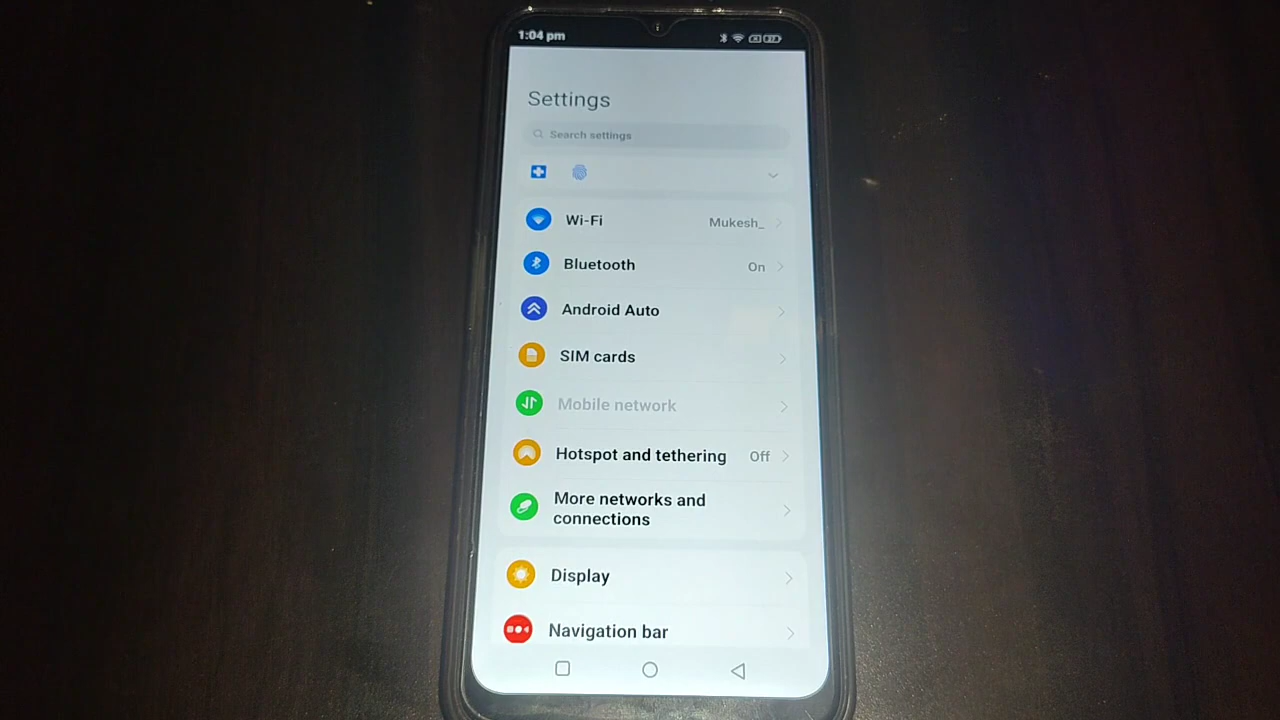 1:04 pm
Settings
Search settings
Wi-Fi Mukesh_
Bluetooth On
Android Auto
SIM cards
Mobile network
Hotspot and tethering Off
More networks and
connections
Display
Navigation bar